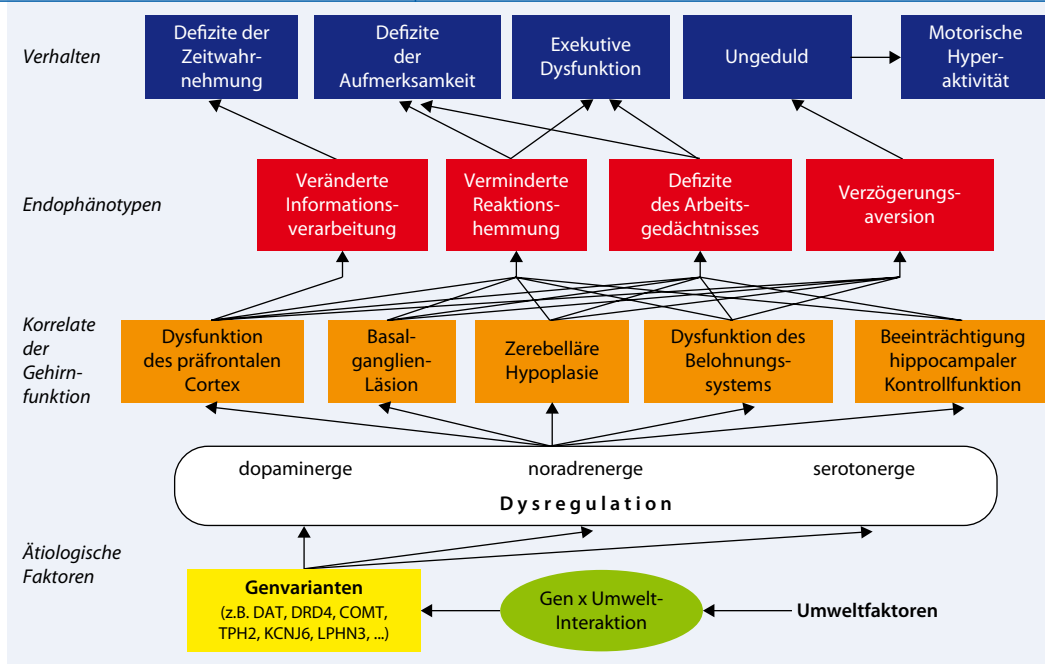 Verhalten
Defizite der
Zeitwahr-
nehmung
Defizite
der
Aufmerksamkeit
Exekutive
Dysfunktion
Ungeduld
Motorische
Hyper-
aktivität
Endophänotypen
Veränderte
Informations-
verarbeitung
Verminderte
Reaktions-
hemmung
Defizite
des Arbeits-
gedächtnisses
Verzögerungs-
aversion
Korrelate
der
Gehirn-
funktion
Dysfunktion
des präfrontalen
Cortex
Basal-
ganglien-
Läsion
Zerebelläre
Hypoplasie
Dysfunktion des
Belohnungs-
systems
Beeinträchtigung
hippocampaler
Kontrollfunktion
dopaminerge
noradrenerge
serotonerge
Dysregulation
Ätiologische
Faktoren
Genvarianten
(z.B. DAT, DRD4, COMT,
TPH2, KCNJ6, LPHN3, ...)
Gen x Umwelt-
Interaktion
Umweltfaktoren